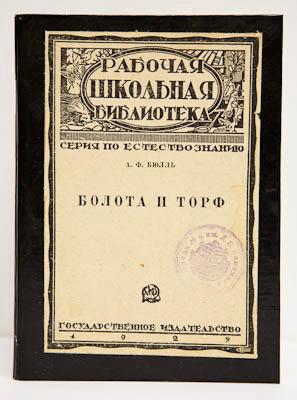 РАБОЧАЯ
ШКОЛЬНАЯ
БИБЛИОТЕКА
СЕРИЯ ПО ЕСТЕСТВОЗНАНИЮ
А. Ф. БЮЛЛЬ
БОЛОТА И ТОРФ
ГОСУДАРСТВЕННОЕ ИЗДАТЕЛЬСТВО
1929